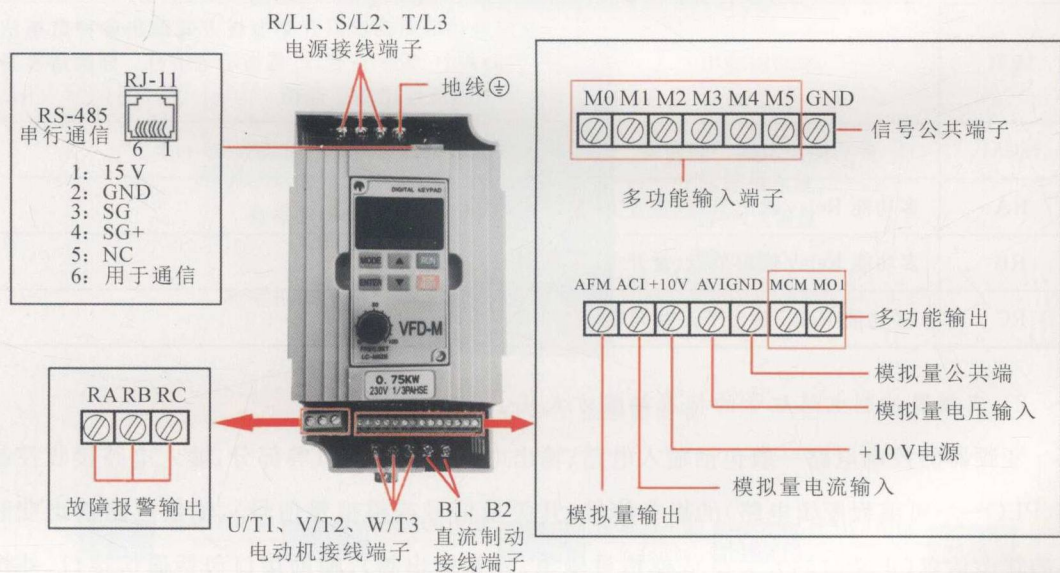 R/L1、S/L2、T/L3
电源接线端子
地线
RJ-11
RS-485
串行通信
6 1
1: 15 V
2: GND
3: SG
4: SG+
5: NC
6: 用于通信
DIGITAL KEYPAD
MODE
RUN
ENTER
VFD-M
0.75KW
230V 1/3PAHSE
RA RB RC
故障报警输出
U/T1、V/T2、W/T3
电动机接线端子
B1、B2
直流制动
接线端子
M0 M1 M2 M3 M4 M5 GND
信号公共端子
多功能输入端子
AFM ACI +10V AVI GND MCM MO1
多功能输出
模拟量公共端
模拟量电压输入
+10 V电源
模拟量电流输入
模拟量输出